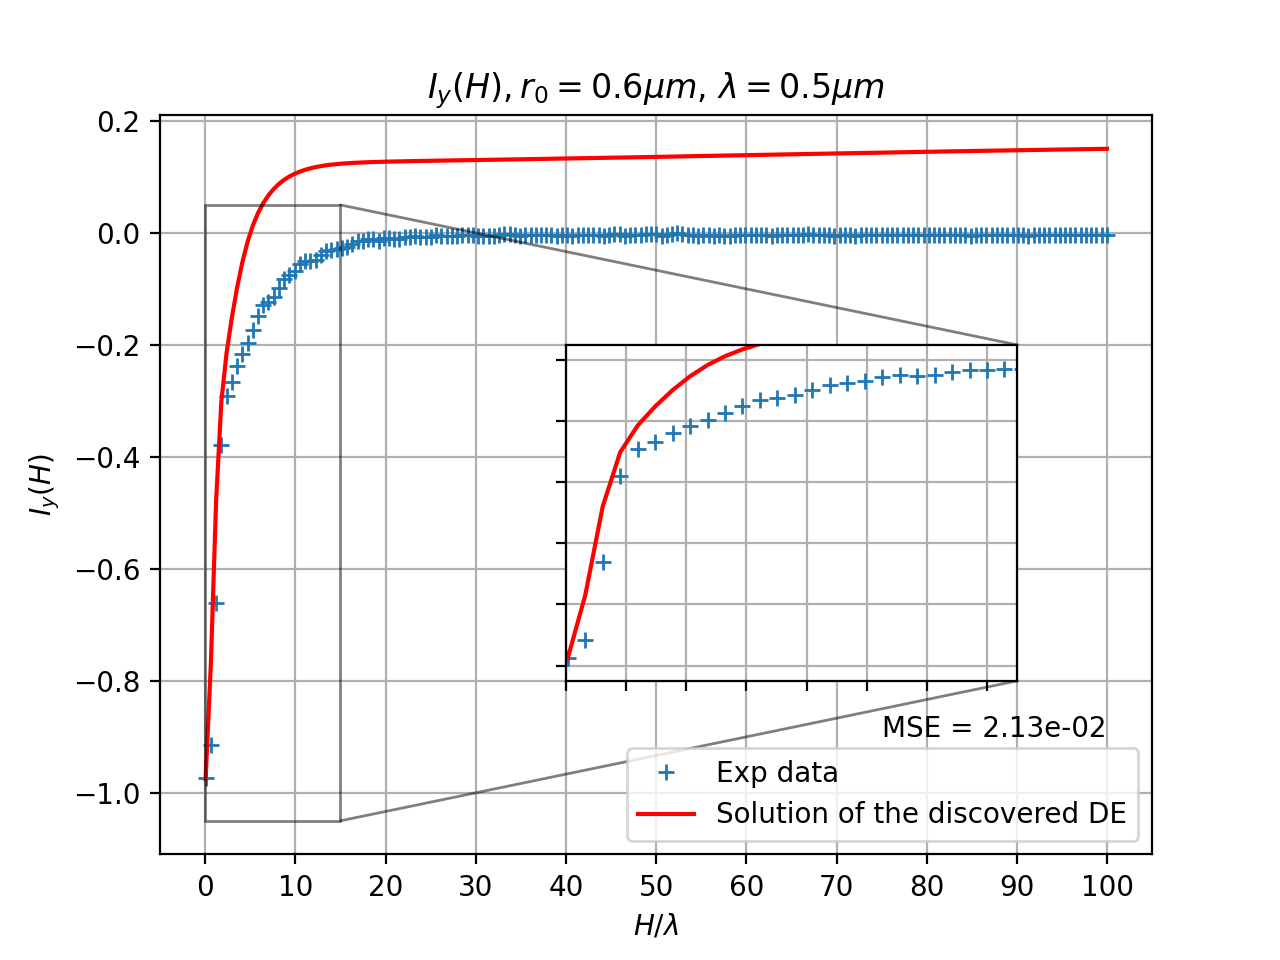 I_y(H), r_0 = 0.6μm, λ = 0.5μm
0.2
0.0
−0.2
−0.4
−0.6
−0.8
−1.0
I_y(H)
MSE = 2.13e-02
Exp data
Solution of the discovered DE
0 10 20 30 40 50 60 70 80 90 100
H/λ